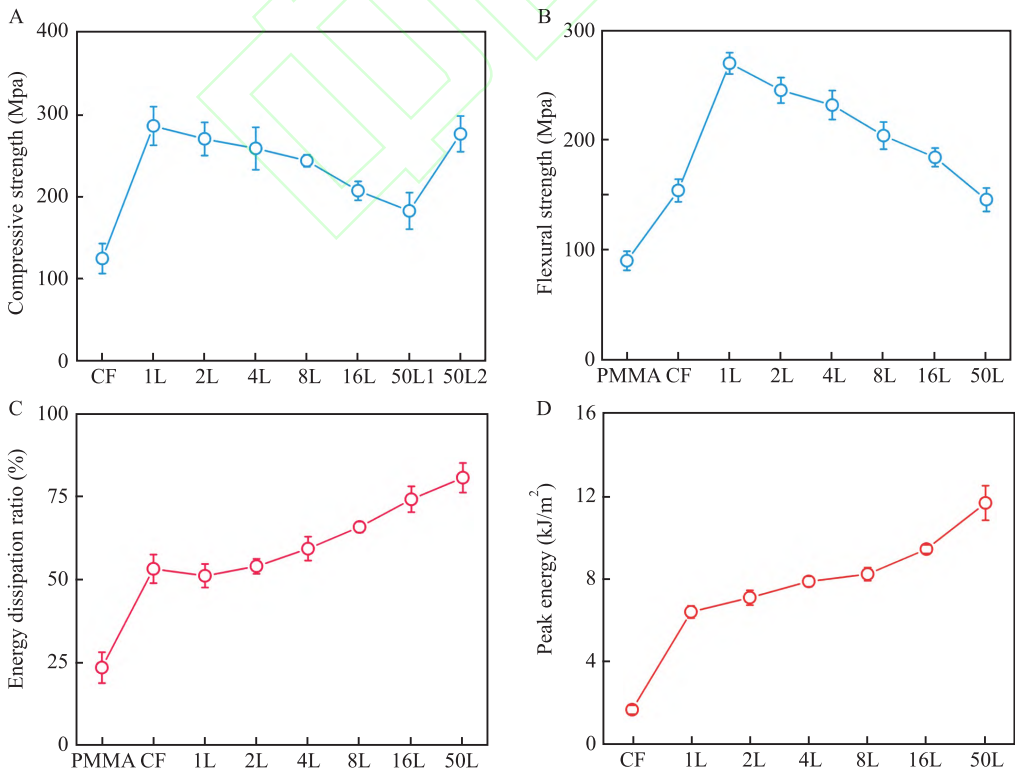 A
Compressive strength (Mpa)
400
300
200
100
0
CF 1L 2L 4L 8L 16L 50L1 50L2
B
Flexural strength (Mpa)
300
200
100
0
PMMA CF 1L 2L 4L 8L 16L 50L
C
Energy dissipation ratio (%)
100
75
50
25
0
PMMA CF 1L 2L 4L 8L 16L 50L
D
Peak energy (kJ/m²)
16
12
8
4
0
CF 1L 2L 4L 8L 16L 50L